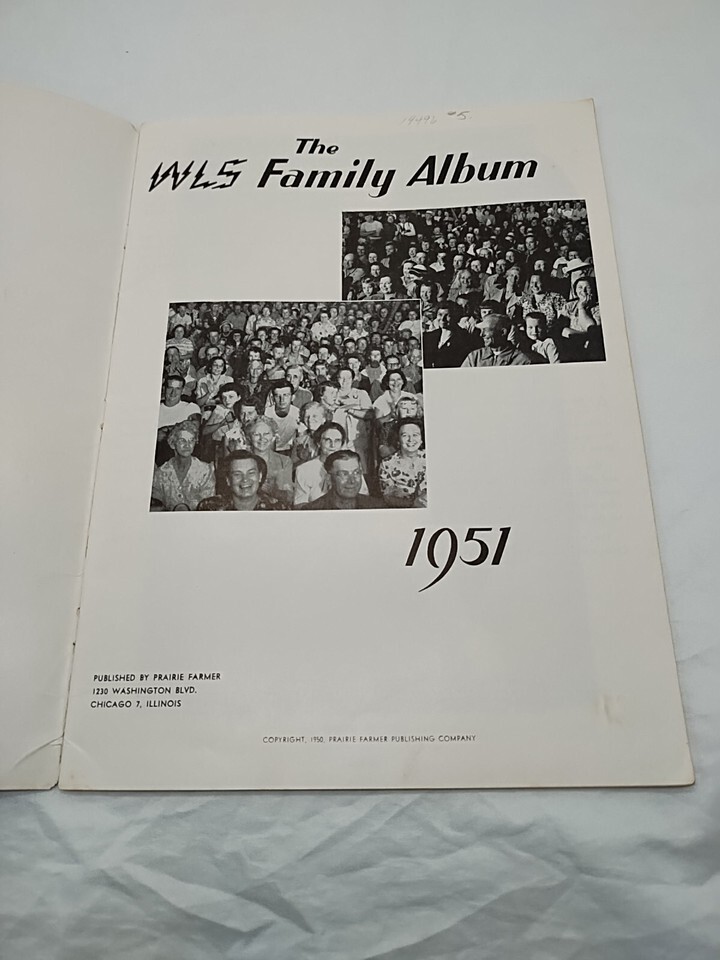 The
WLS Family Album
1951
PUBLISHED BY PRAIRIE FARMER
1230 WASHINGTON BLVD.
CHICAGO 7, ILLINOIS
COPYRIGHT, 1950, PRAIRIE FARMER PUBLISHING COMPANY